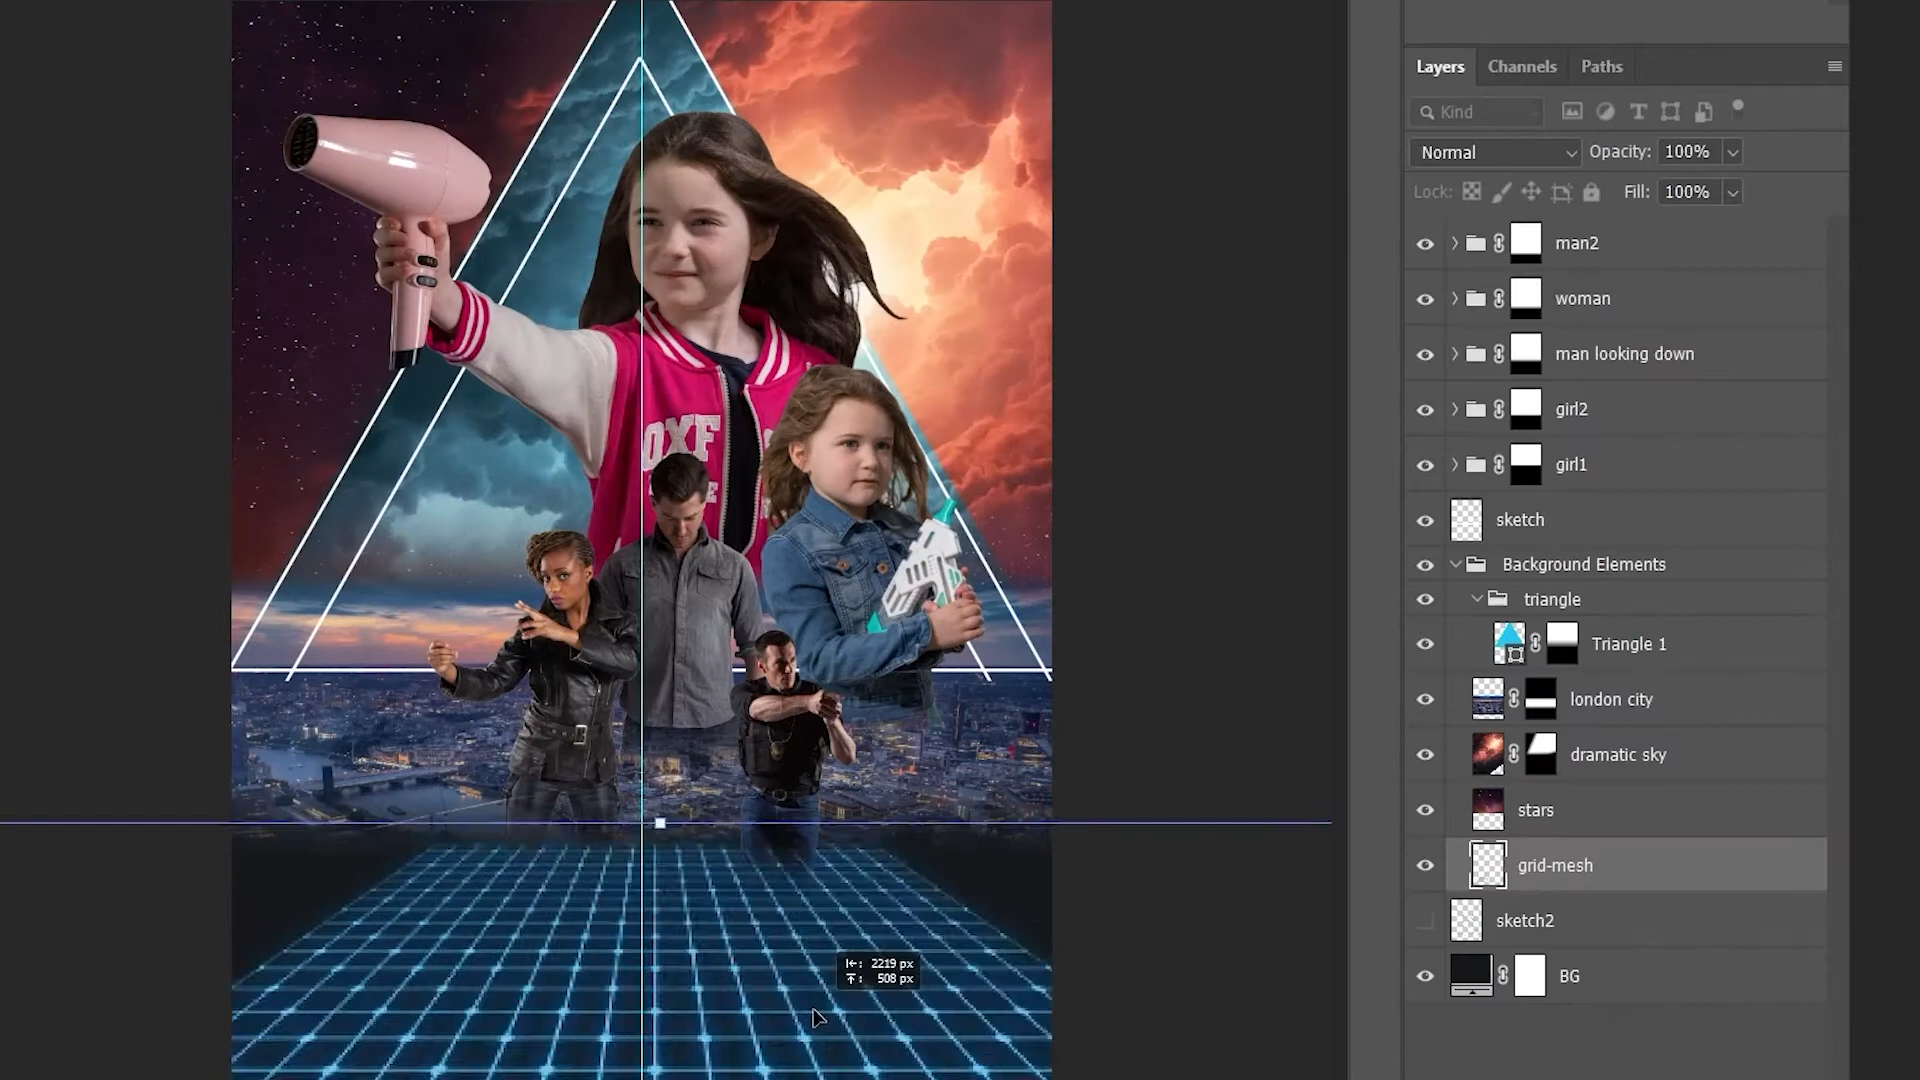 Layers Channels Paths
Kind
Normal Opacity: 100%
Lock: Fill: 100%
man2
woman
man looking down
girl2
girl1
sketch
Background Elements
triangle
Triangle 1
london city
dramatic sky
stars
grid-mesh
sketch2
BG
OXF
2219 px
508 px